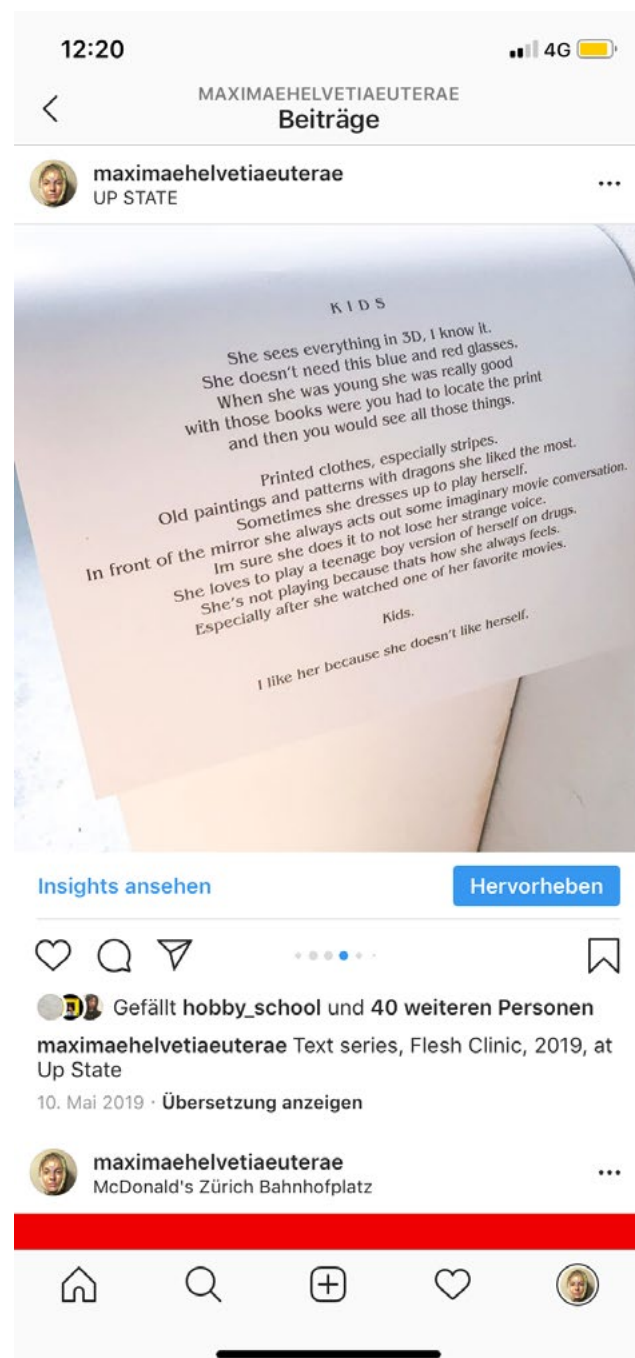 12:20
4G
MAXIMAEHELVETIAEUTERAE
Beiträge
maximaehelvetiaeuterae
UP STATE
KIDS
She sees everything in 3D, I know it.
She doesn't need this blue and red glasses.
When she was young she was really good
with those books were you had to locate the print
and then you would see all those things.
Printed clothes, especially stripes.
Old paintings and patterns with dragons she liked the most.
Sometimes she dresses up to play herself.
In front of the mirror she always acts out some imaginary movie conversation.
Im sure she does it to not lose her strange voice.
She loves to play a teenage boy version of herself on drugs.
She's not playing because thats how she always feels.
Especially after she watched one of her favorite movies.
Kids.
I like her because she doesn't like herself.
Insights ansehen
Hervorheben
Gefällt hobby_school und 40 weiteren Personen
maximaehelvetiaeuterae Text series, Flesh Clinic, 2019, at
Up State
10. Mai 2019 · Übersetzung anzeigen
maximaehelvetiaeuterae
McDonald's Zürich Bahnhofplatz